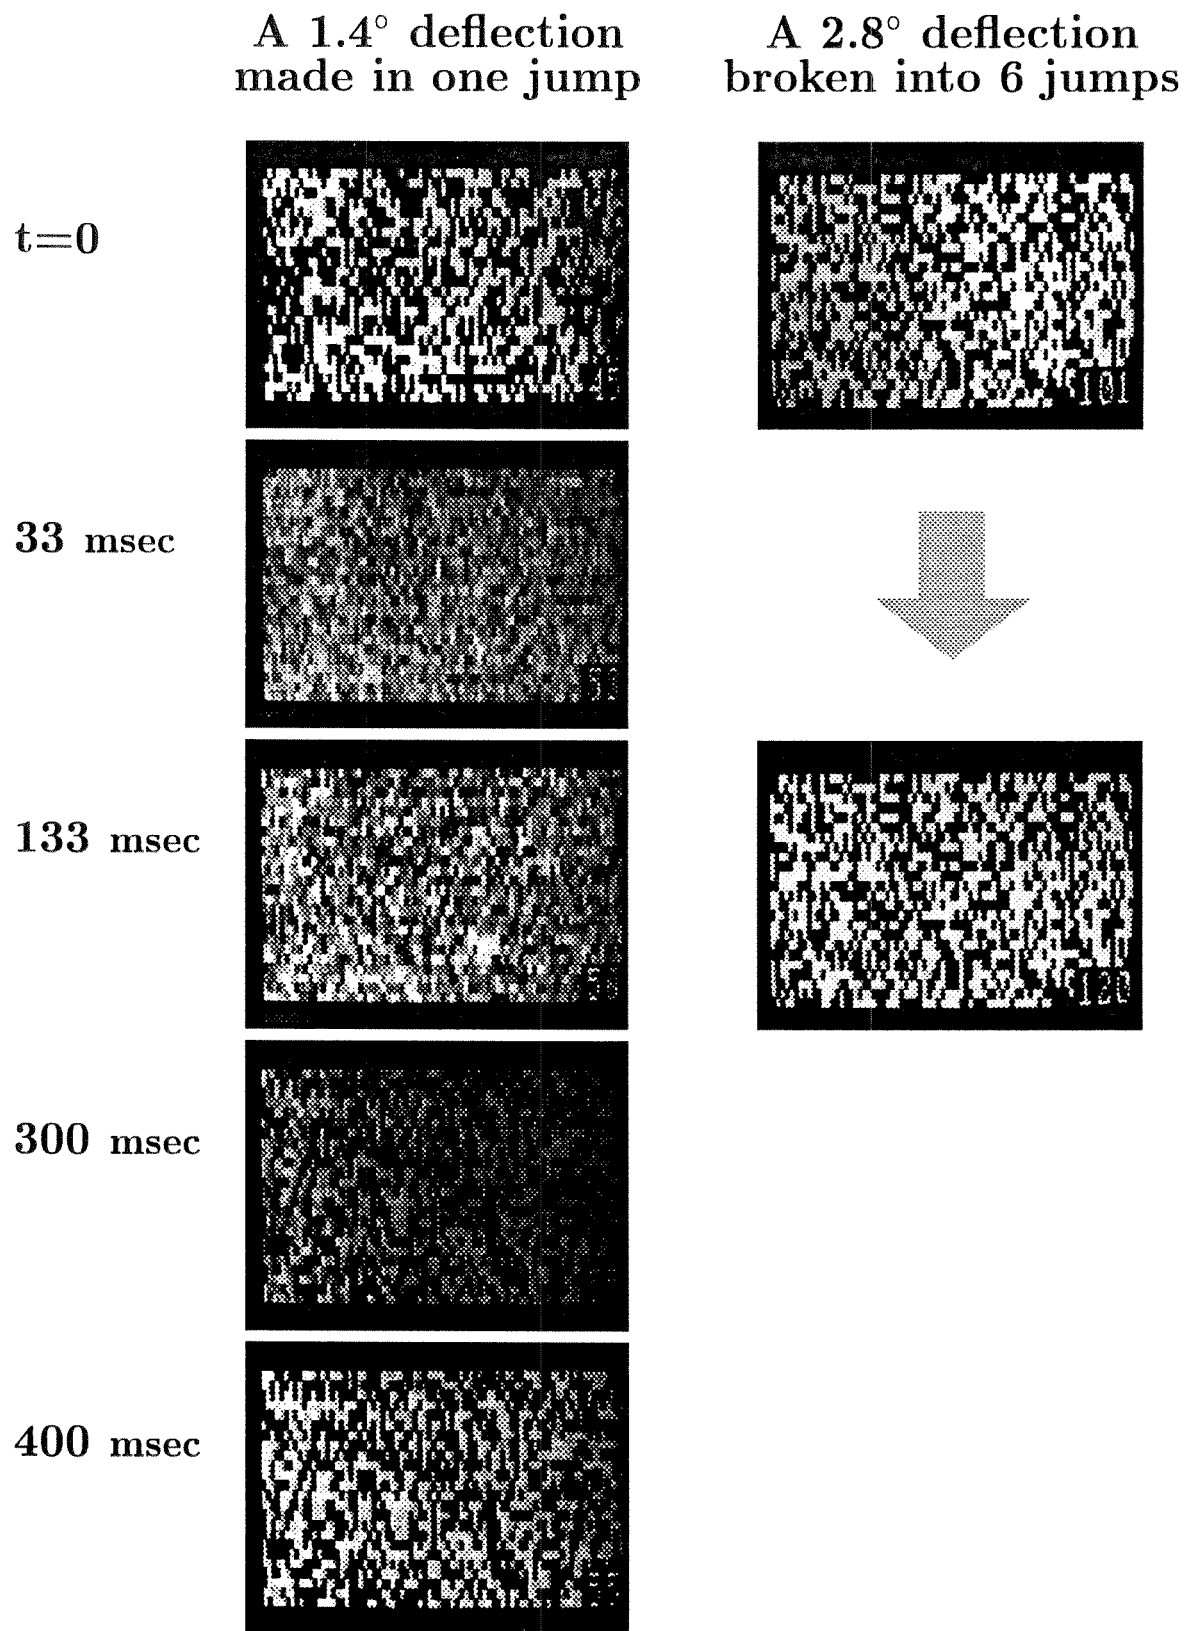 A 1.4° deflection
made in one jump
A 2.8° deflection
broken into 6 jumps
t=0
101
33 msec
133 msec
120
300 msec
400 msec